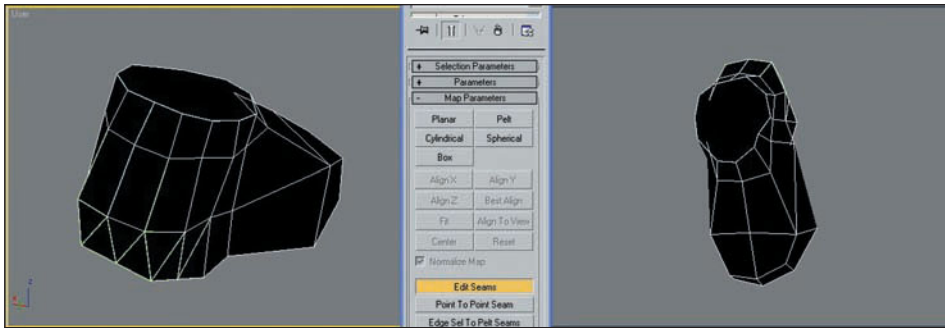 User
+ Selection Parameters
+ Parameters
- Map Parameters
Planar Pelt
Cylindrical Spherical
Box
Align X Align Y
Align Z Best Align
Fit Align To View
Center Reset
Normalize Map
Edit Seams
Point To Point Seam
Edge Sel To Pelt Seams